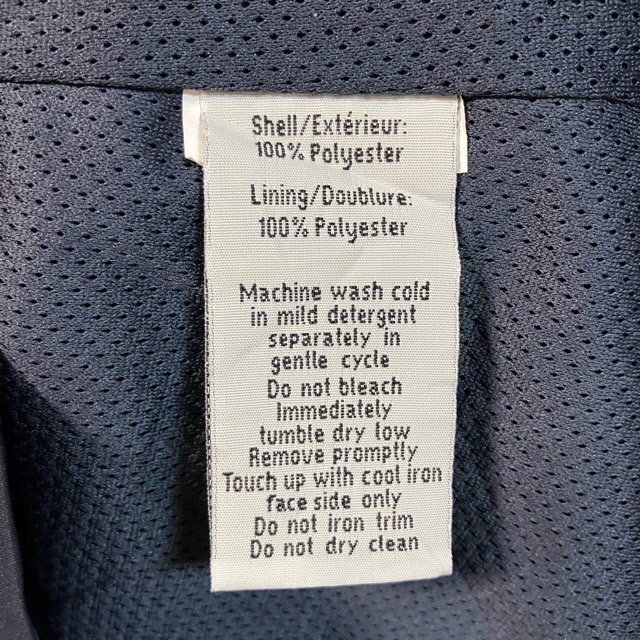 Shell/Extérieur:
100% Polyester
Lining/Doublure:
100% Polyester
Machine wash cold
in mild detergent
separately in
gentle cycle
Do not bleach
Immediately
tumble dry low
Remove promptly
Touch up with cool iron
face side only
Do not iron trim
Do not dry clean